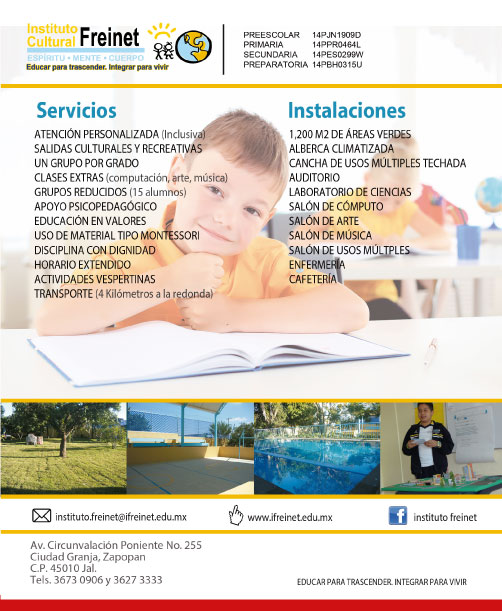 Instituto
Cultural Freinet
ESPÍRITU • MENTE • CUERPO
Educar para trascender. Integrar para vivir
PREESCOLAR 14PJN1909D
PRIMARIA 14PPR0464L
SECUNDARIA 14PES0299W
PREPARATORIA 14PBH0315U
Servicios
ATENCIÓN PERSONALIZADA (Inclusiva)
SALIDAS CULTURALES Y RECREATIVAS
UN GRUPO POR GRADO
CLASES EXTRAS (computación, arte, música)
GRUPOS REDUCIDOS (15 alumnos)
APOYO PSICOPEDAGÓGICO
EDUCACIÓN EN VALORES
USO DE MATERIAL TIPO MONTESSORI
DISCIPLINA CON DIGNIDAD
HORARIO EXTENDIDO
ACTIVIDADES VESPERTINAS
TRANSPORTE (4 Kilómetros a la redonda)
Instalaciones
1,200 M2 DE ÁREAS VERDES
ALBERCA CLIMATIZADA
CANCHA DE USOS MÚLTIPLES TECHADA
AUDITORIO
LABORATORIO DE CIENCIAS
SALÓN DE CÓMPUTO
SALÓN DE ARTE
SALÓN DE MÚSICA
SALÓN DE USOS MÚLTPLES
ENFERMERÍA
CAFETERÍA
instituto.freinet@ifreinet.edu.mx
www.ifreinet.edu.mx
instituto freinet
Av. Circunvalación Poniente No. 255
Ciudad Granja, Zapopan
C.P. 45010 Jal.
Tels. 3673 0906 y 3627 3333
EDUCAR PARA TRASCENDER. INTEGRAR PARA VIVIR